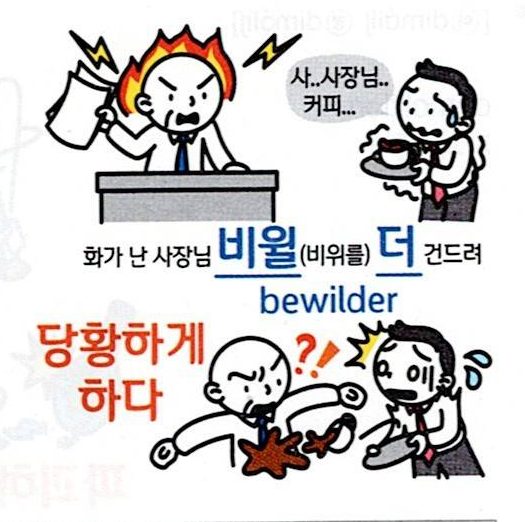 사..사장님..
커피...
화가 난 사장님 비윌(비위를) 더 건드려
bewilder
당황하게
하다
?!